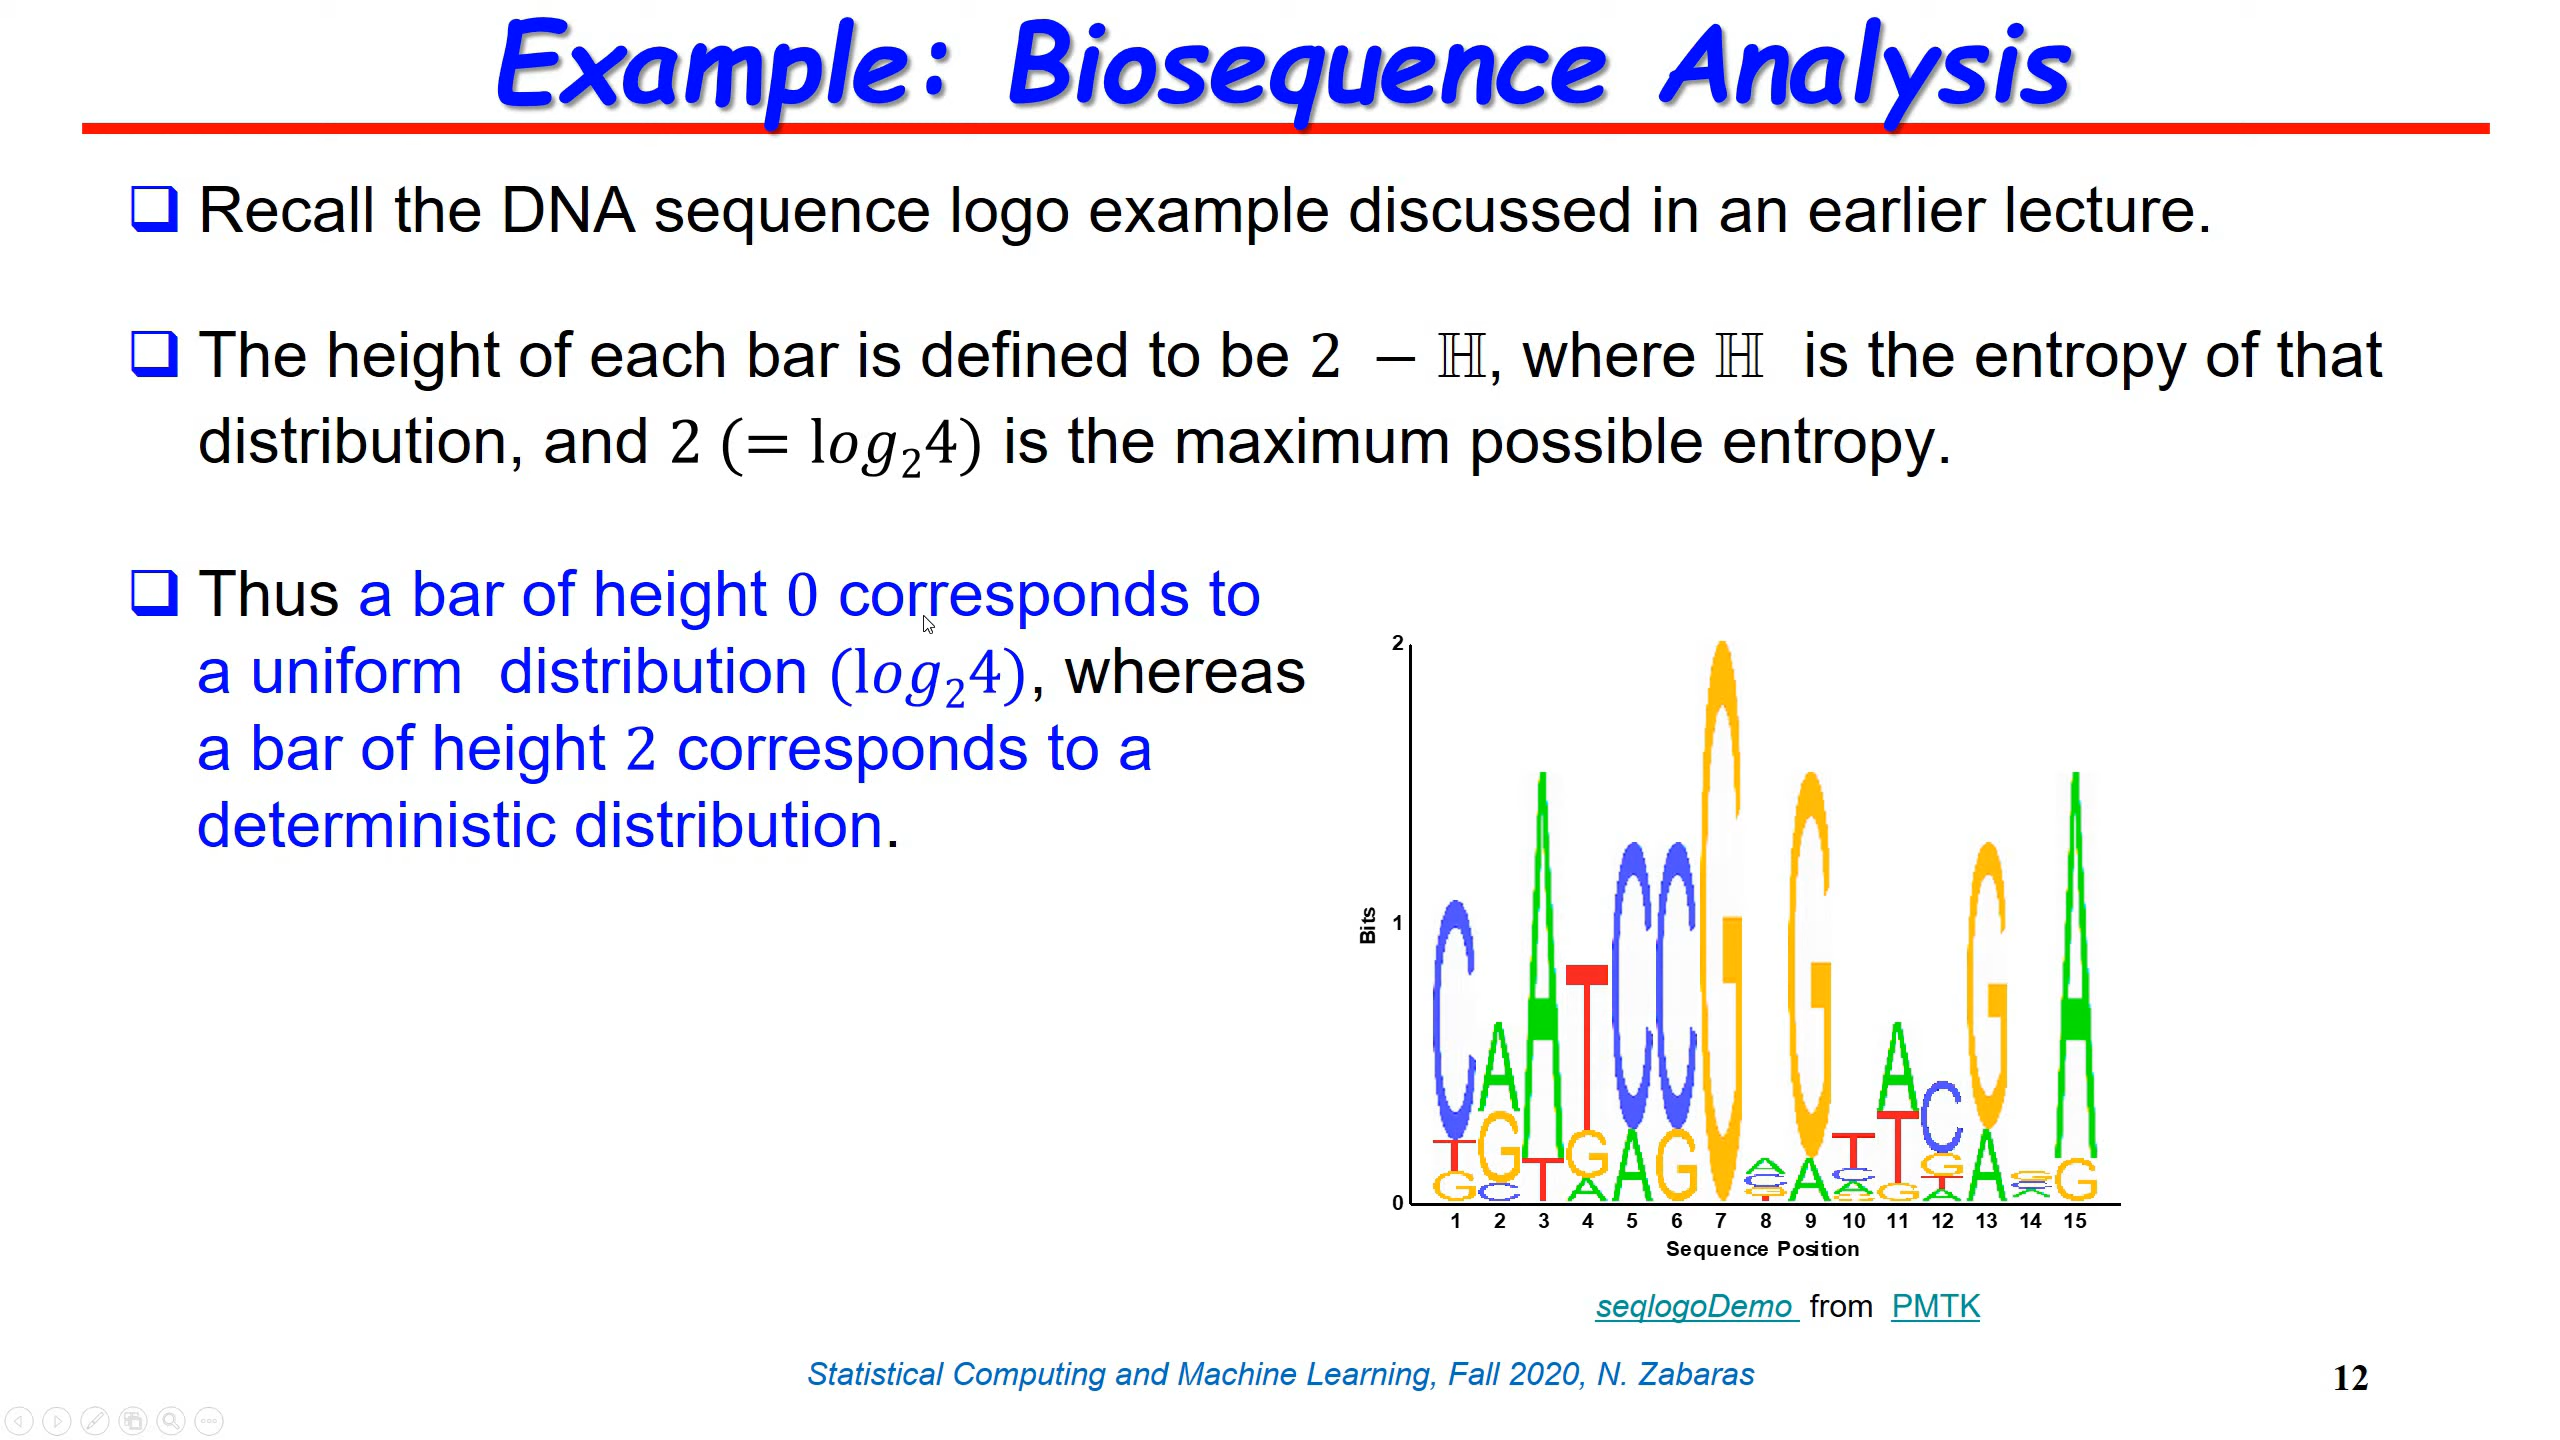 Example: Biosequence Analysis
Recall the DNA sequence logo example discussed in an earlier lecture.
The height of each bar is defined to be 2 − ℍ, where ℍ is the entropy of that
distribution, and 2 (= log₂4) is the maximum possible entropy.
Thus a bar of height 0 corresponds to
a uniform distribution (log₂4), whereas
a bar of height 2 corresponds to a
deterministic distribution.
2
Bits
1
0
C T G
A G C
A T
T G A
C A
C G
G
A C G T
G A
T C A G
A T G
C G T A
G A
G C A
A G
1 2 3 4 5 6 7 8 9 10 11 12 13 14 15
Sequence Position
seqlogoDemo from PMTK
Statistical Computing and Machine Learning, Fall 2020, N. Zabaras
12